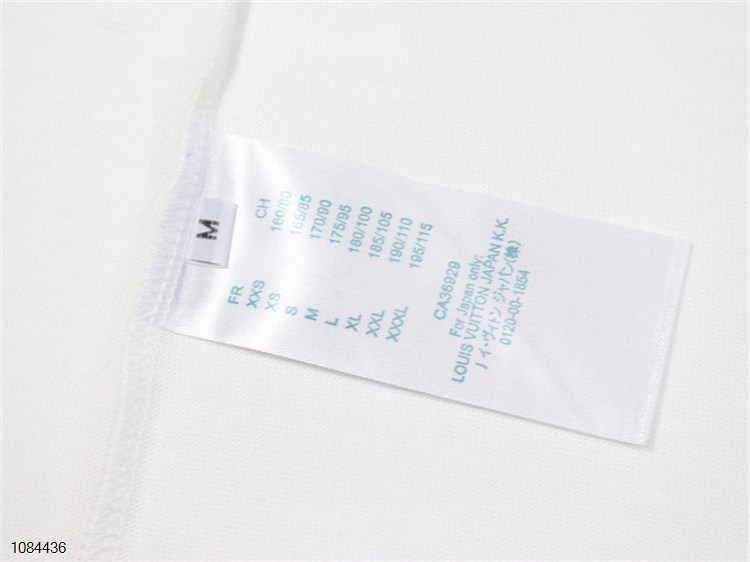 M
FR CH
XXS 160/80
XS 165/85
S 170/90
M 175/95
L 180/100
XL 185/105
XXL 190/110
XXXL 195/115
CA36929
For Japan only:
LOUIS VUITTON JAPAN K.K.
ノイ・ヴィトン ジャパン(株)
0120-00-1854
1084436